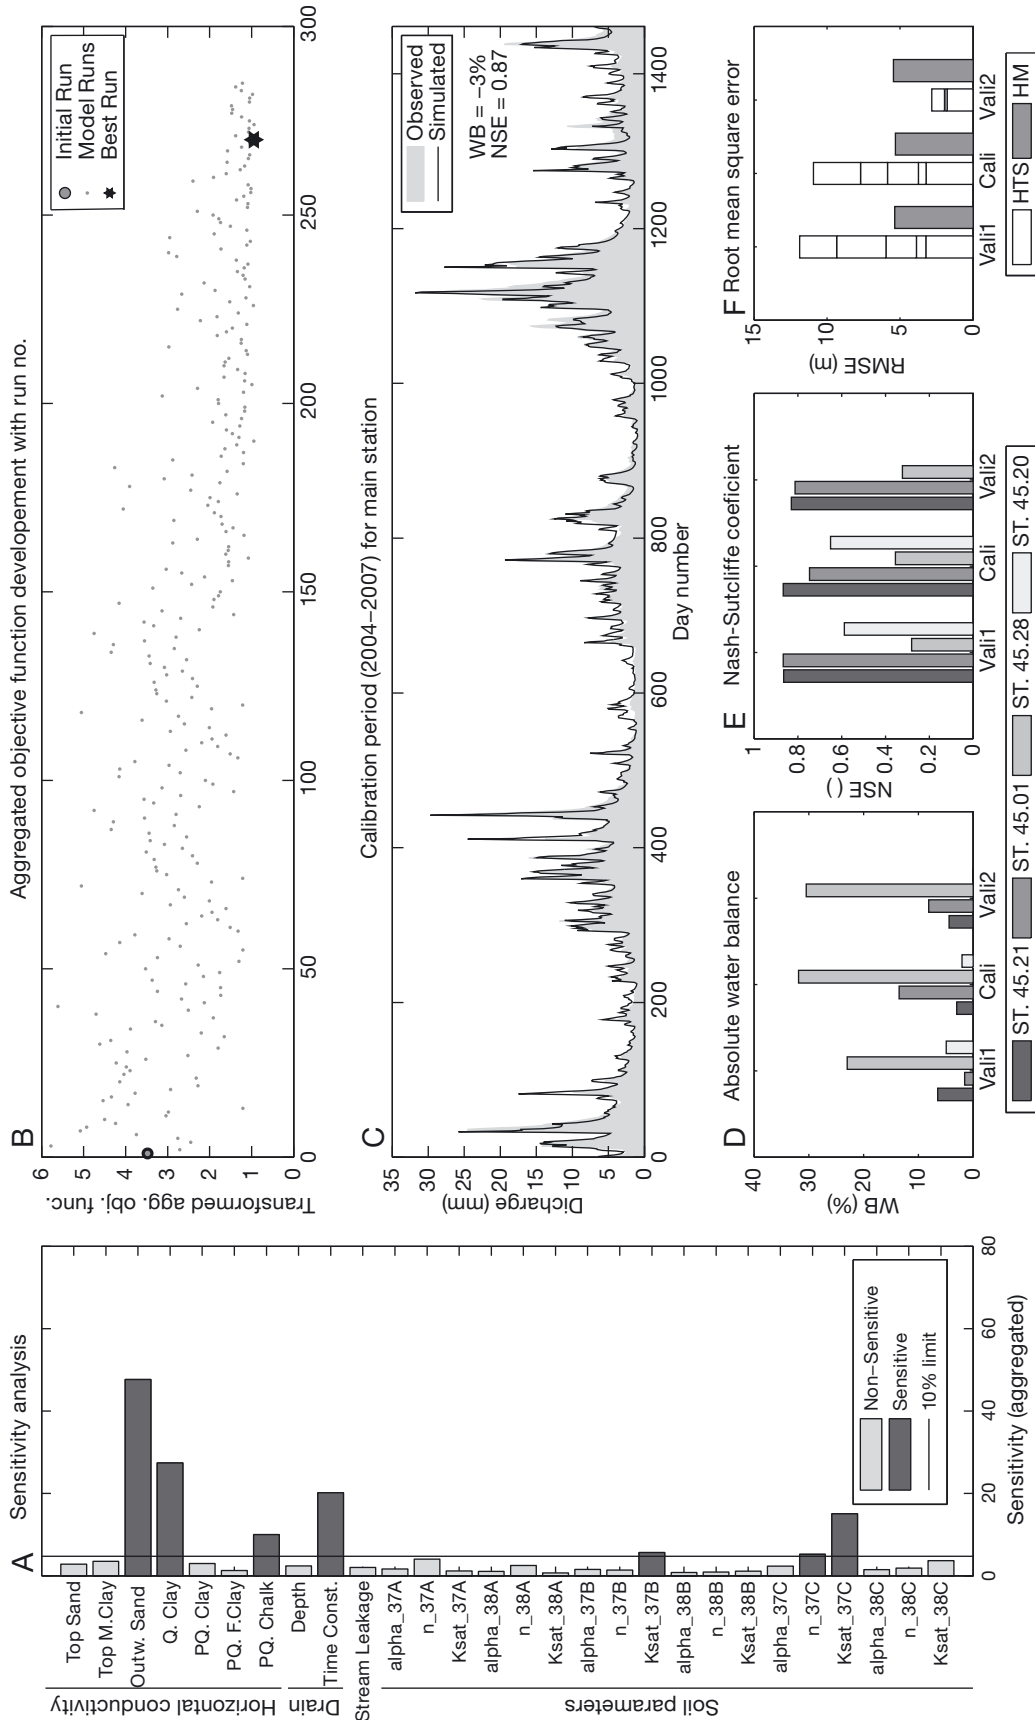 A
Sensitivity analysis
Horizontal conductivity
Top Sand
Top M.Clay
Outw. Sand
Q. Clay
PQ. Clay
PQ. F.Clay
PQ. Chalk
Drain
Depth
Time Const.
Stream Leakage
Soil parameters
alpha_37A
n_37A
Ksat_37A
alpha_38A
n_38A
Ksat_38A
alpha_37B
n_37B
Ksat_37B
alpha_38B
n_38B
Ksat_38B
alpha_37C
n_37C
Ksat_37C
alpha_38C
n_38C
Ksat_38C
Non-Sensitive
Sensitive
10% limit
0 20 40 60 80
Sensitivity (aggregated)
B
Aggregated objective function developement with run no.
Transformed agg. obj. func.
6
5
4
3
2
1
0
0 50 100 150 200 250 300
Initial Run
Model Runs
Best Run
C
Calibration period (2004–2007) for main station
Dicharge (mm)
35
30
25
20
15
10
5
0
0 200 400 600 800 1000 1200 1400
Day number
Observed
Simulated
WB = –3%
NSE = 0.87
D
Absolute water balance
WB (%)
40
30
20
10
0
Vali1 Cali Vali2
E
Nash-Sutcliffe coeficient
NSE ( )
1
0.8
0.6
0.4
0.2
0
Vali1 Cali Vali2
ST. 45.21 ST. 45.01 ST. 45.28 ST. 45.20
F Root mean square error
RMSE (m)
15
10
5
0
Vali1 Cali Vali2
HTS HM